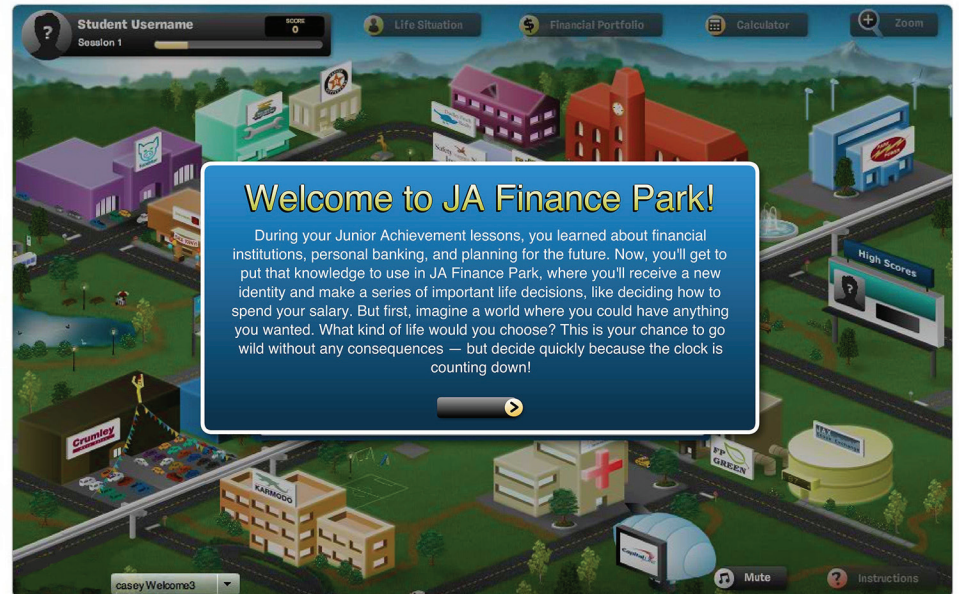 Student Username
SCORE
0
Session 1
Life Situation
Financial Portfolio
Calculator
Zoom
Welcome to JA Finance Park!
During your Junior Achievement lessons, you learned about financial
institutions, personal banking, and planning for the future. Now, you'll get to
put that knowledge to use in JA Finance Park, where you'll receive a new
identity and make a series of important life decisions, like deciding how to
spend your salary. But first, imagine a world where you could have anything
you wanted. What kind of life would you choose? This is your chance to go
wild without any consequences — but decide quickly because the clock is
counting down!
High Scores
Crumley
KARMODO
FP
GREEN
JAX
Capital
casey Welcome3
Mute
Instructions